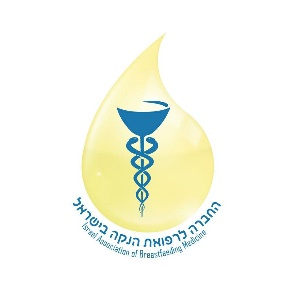 החברה לרפואת הנקה בישראל
Israel Association of Breastfeeding Medicine